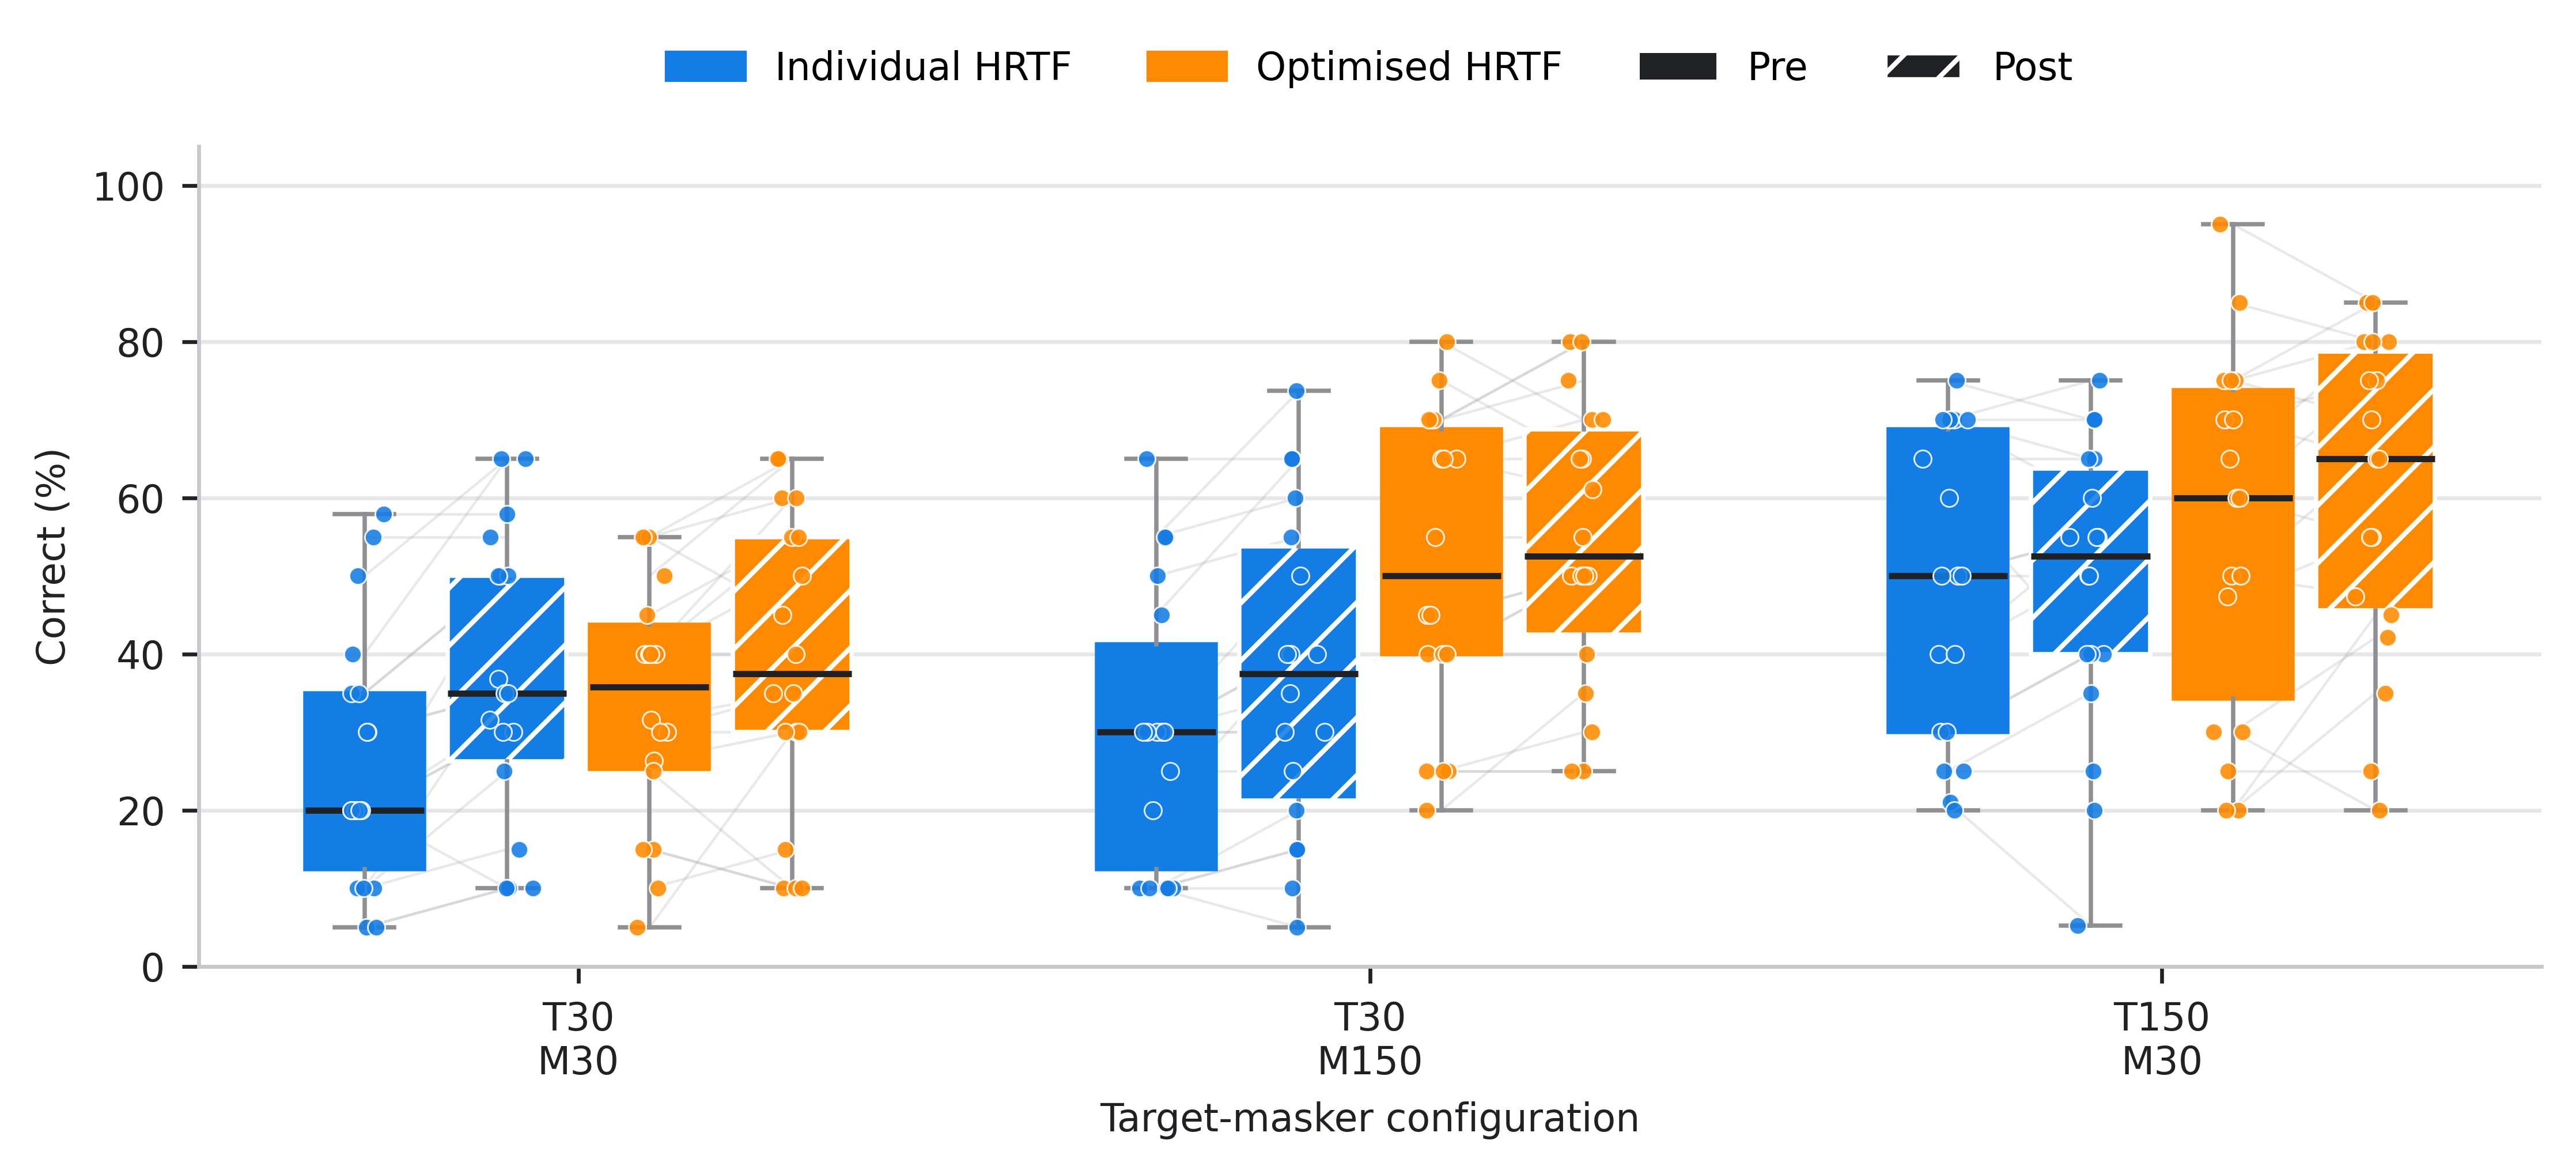 Individual HRTF Optimised HRTF Pre Post
100
80
60
40
20
0
Correct (%)
T30 T30 T150
M30 M150 M30
Target-masker configuration